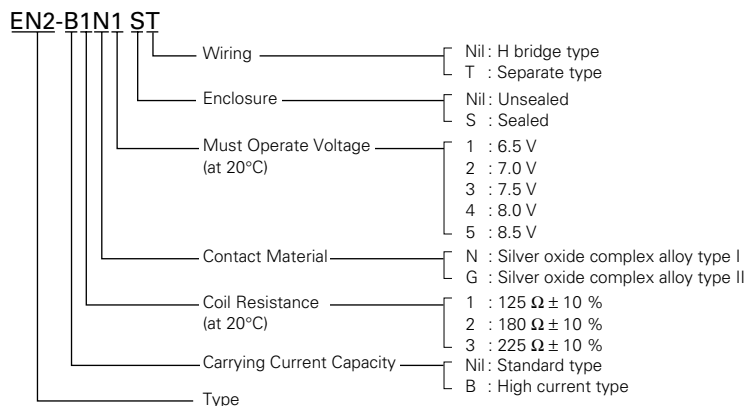 EN2-B1N1 ST
Wiring
Nil : H bridge type
T : Separate type
Enclosure
Nil : Unsealed
S : Sealed
Must Operate Voltage
(at 20°C)
1 : 6.5 V
2 : 7.0 V
3 : 7.5 V
4 : 8.0 V
5 : 8.5 V
Contact Material
N : Silver oxide complex alloy type I
G : Silver oxide complex alloy type II
Coil Resistance
(at 20°C)
1 : 125 Ω ± 10 %
2 : 180 Ω ± 10 %
3 : 225 Ω ± 10 %
Carrying Current Capacity
Nil : Standard type
B : High current type
Type